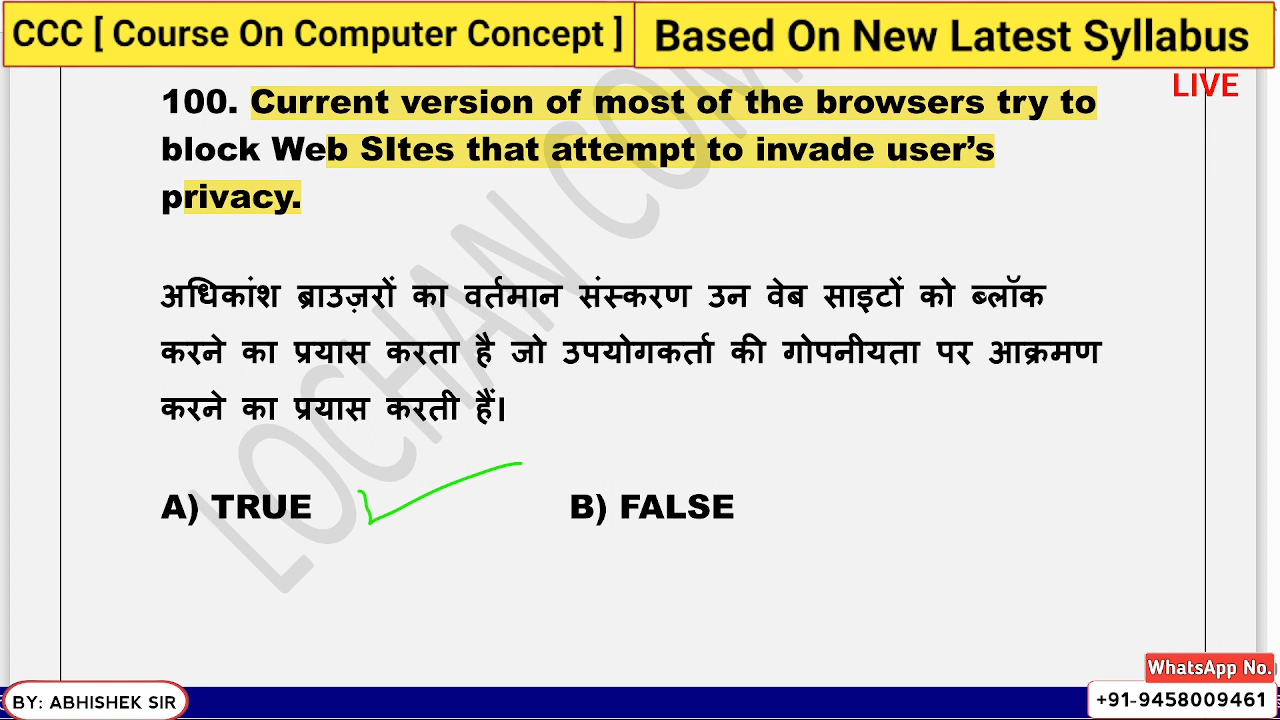 CCC [ Course On Computer Concept ]
Based On New Latest Syllabus
LIVE
100. Current version of most of the browsers try to
block Web SItes that attempt to invade user’s
privacy.
अधिकांश ब्राउज़रों का वर्तमान संस्करण उन वेब साइटों को ब्लॉक
करने का प्रयास करता है जो उपयोगकर्ता की गोपनीयता पर आक्रमण
करने का प्रयास करती हैं।
A) TRUE
B) FALSE
LOCHAN COM
WhatsApp No.
BY: ABHISHEK SIR
+91-9458009461